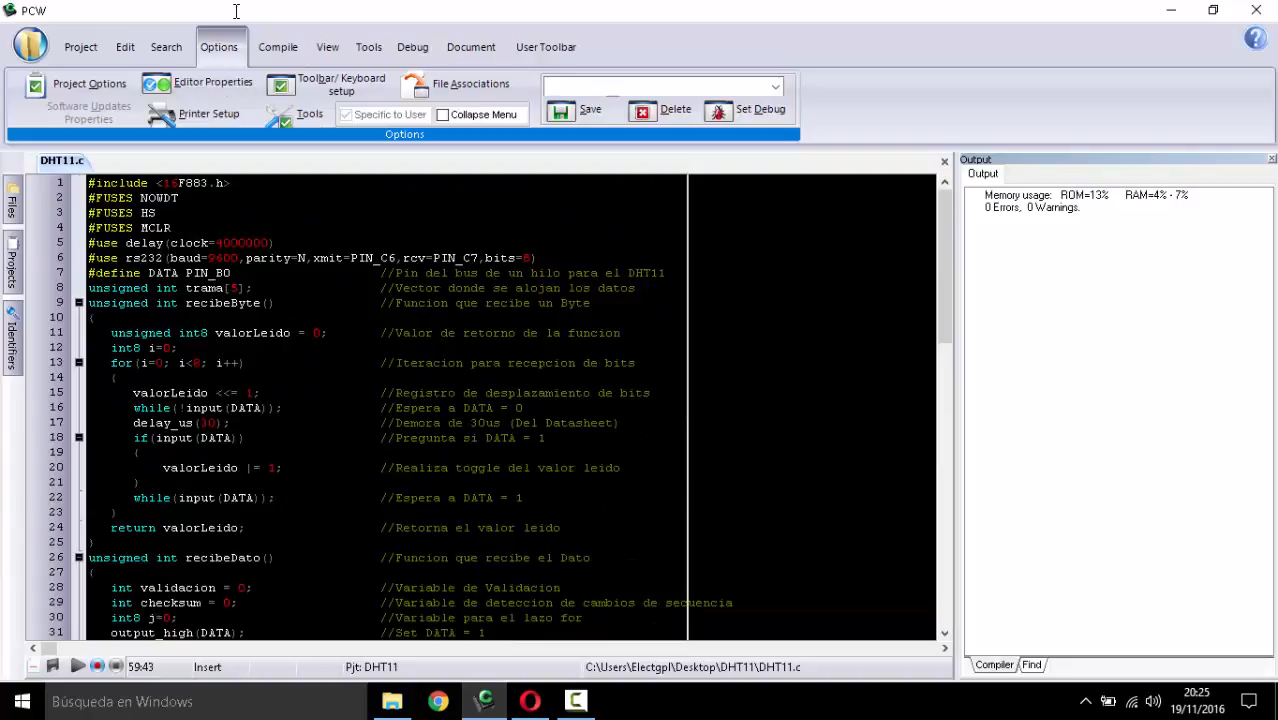 PCW
Project Edit Search Options Compile View Tools Debug Document User Toolbar
Project Options Editor Properties Toolbar/ Keyboard setup File Associations
Software Updates Properties Printer Setup Tools Specific to User Collapse Menu Save Delete Set Debug
Options
DHT11.c
Output
Output
Files
Projects
Identifiers
1 #include <16F883.h>
2 #FUSES NOWDT
3 #FUSES HS
4 #FUSES MCLR
5 #use delay(clock=4000000)
6 #use rs232(baud=9600,parity=N,xmit=PIN_C6,rcv=PIN_C7,bits=8)
7 #define DATA PIN_B0 //Pin del bus de un hilo para el DHT11
8 unsigned int trama[5]; //Vector donde se alojan los datos
9 unsigned int recibeByte() //Funcion que recibe un Byte
10 {
11 unsigned int8 valorLeido = 0; //Valor de retorno de la funcion
12 int8 i=0;
13 for(i=0; i<8; i++) //Iteracion para recepcion de bits
14 {
15 valorLeido <<= 1; //Registro de desplazamiento de bits
16 while(!input(DATA)); //Espera a DATA = 0
17 delay_us(30); //Demora de 30us (Del Datasheet)
18 if(input(DATA)) //Pregunta si DATA = 1
19 {
20 valorLeido |= 1; //Realiza toggle del valor leido
21 }
22 while(input(DATA)); //Espera a DATA = 1
23 }
24 return valorLeido; //Retorna el valor leido
25 }
26 unsigned int recibeDato() //Funcion que recibe el Dato
27 {
28 int validacion = 0; //Variable de Validacion
29 int checksum = 0; //Variable de deteccion de cambios de secuencia
30 int8 j=0; //Variable para el lazo for
31 output_high(DATA); //Set DATA = 1
Memory usage: ROM=13% RAM=4% - 7%
0 Errors, 0 Warnings.
Compiler Find
59:43 Insert Pjt: DHT11 C:\Users\Electgpl\Desktop\DHT11\DHT11.c
Búsqueda en Windows
20:25
19/11/2016